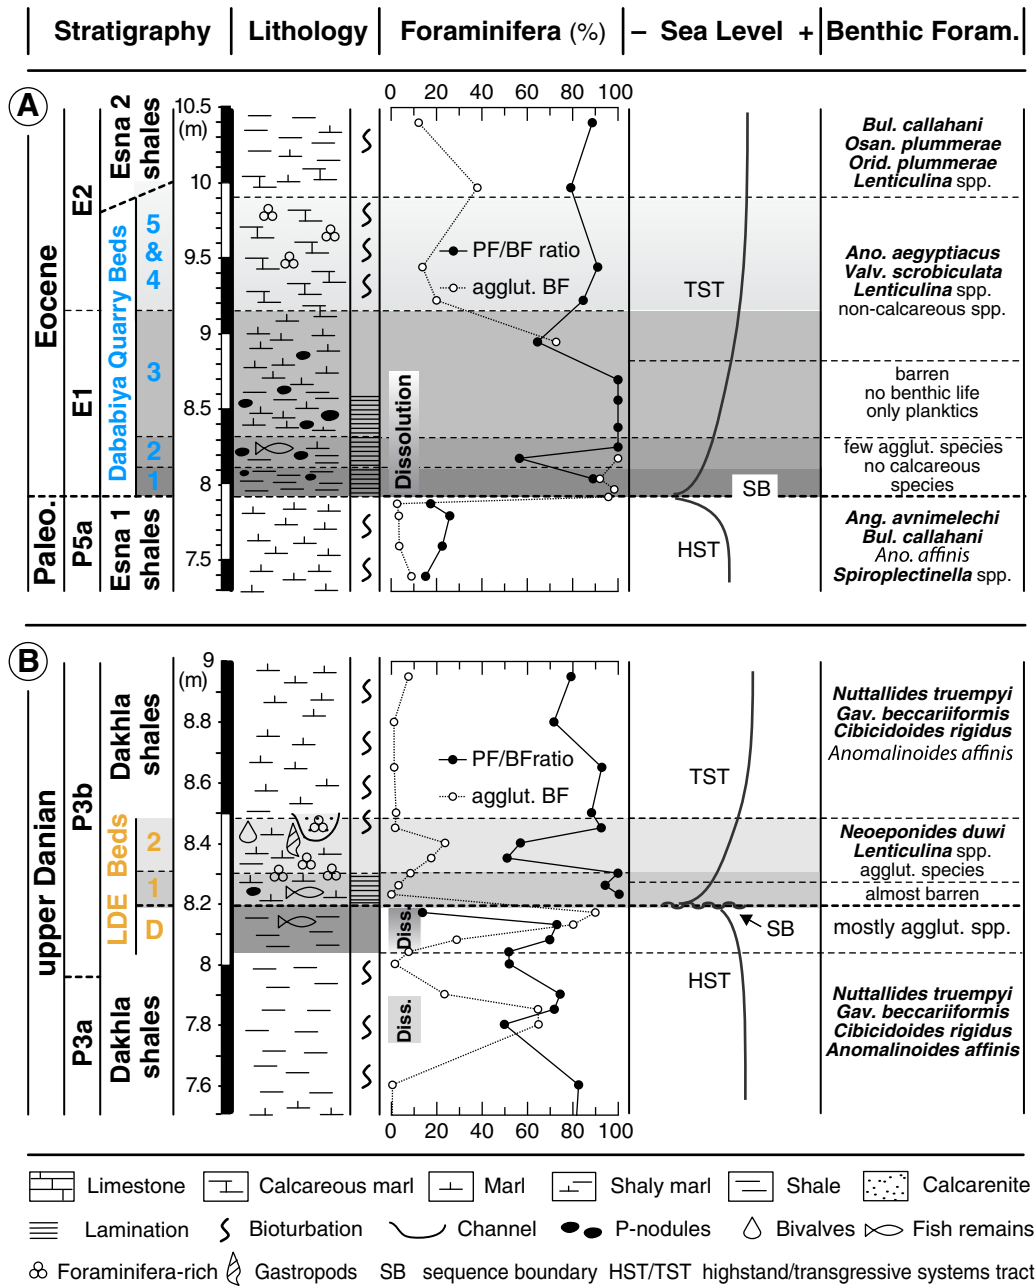 Stratigraphy Lithology Foraminifera (%) – Sea Level + Benthic Foram.
A
0 20 40 60 80 100
10.5
(m)
10
9.5
9
8.5
8
7.5
Eocene
Paleo.
E2
E1
P5a
Esna 2
shales
Dababiya Quarry Beds
5
&
4
3
2
1
Esna 1
shales
PF/BF ratio
agglut. BF
Dissolution
TST
SB
HST
Bul. callahani
Osan. plummerae
Orid. plummerae
Lenticulina spp.
Ano. aegyptiacus
Valv. scrobiculata
Lenticulina spp.
non-calcareous spp.
barren
no benthic life
only planktics
few agglut. species
no calcareous
species
Ang. avnimelechi
Bul. callahani
Ano. affinis
Spiroplectinella spp.
B
9
(m)
8.8
8.6
8.4
8.2
8
7.8
7.6
upper Danian
P3b
P3a
Dakhla
shales
LDE Beds
2
1
D
Dakhla
shales
PF/BFratio
agglut. BF
Diss.
Diss.
TST
SB
HST
Nuttallides truempyi
Gav. beccariiformis
Cibicidoides rigidus
Anomalinoides affinis
Neoeponides duwi
Lenticulina spp.
agglut. species
almost barren
mostly agglut. spp.
Nuttallides truempyi
Gav. beccariiformis
Cibicidoides rigidus
Anomalinoides affinis
0 20 40 60 80 100
Limestone Calcareous marl Marl Shaly marl Shale Calcarenite
Lamination Bioturbation Channel P-nodules Bivalves Fish remains
Foraminifera-rich Gastropods SB sequence boundary HST/TST highstand/transgressive systems tract